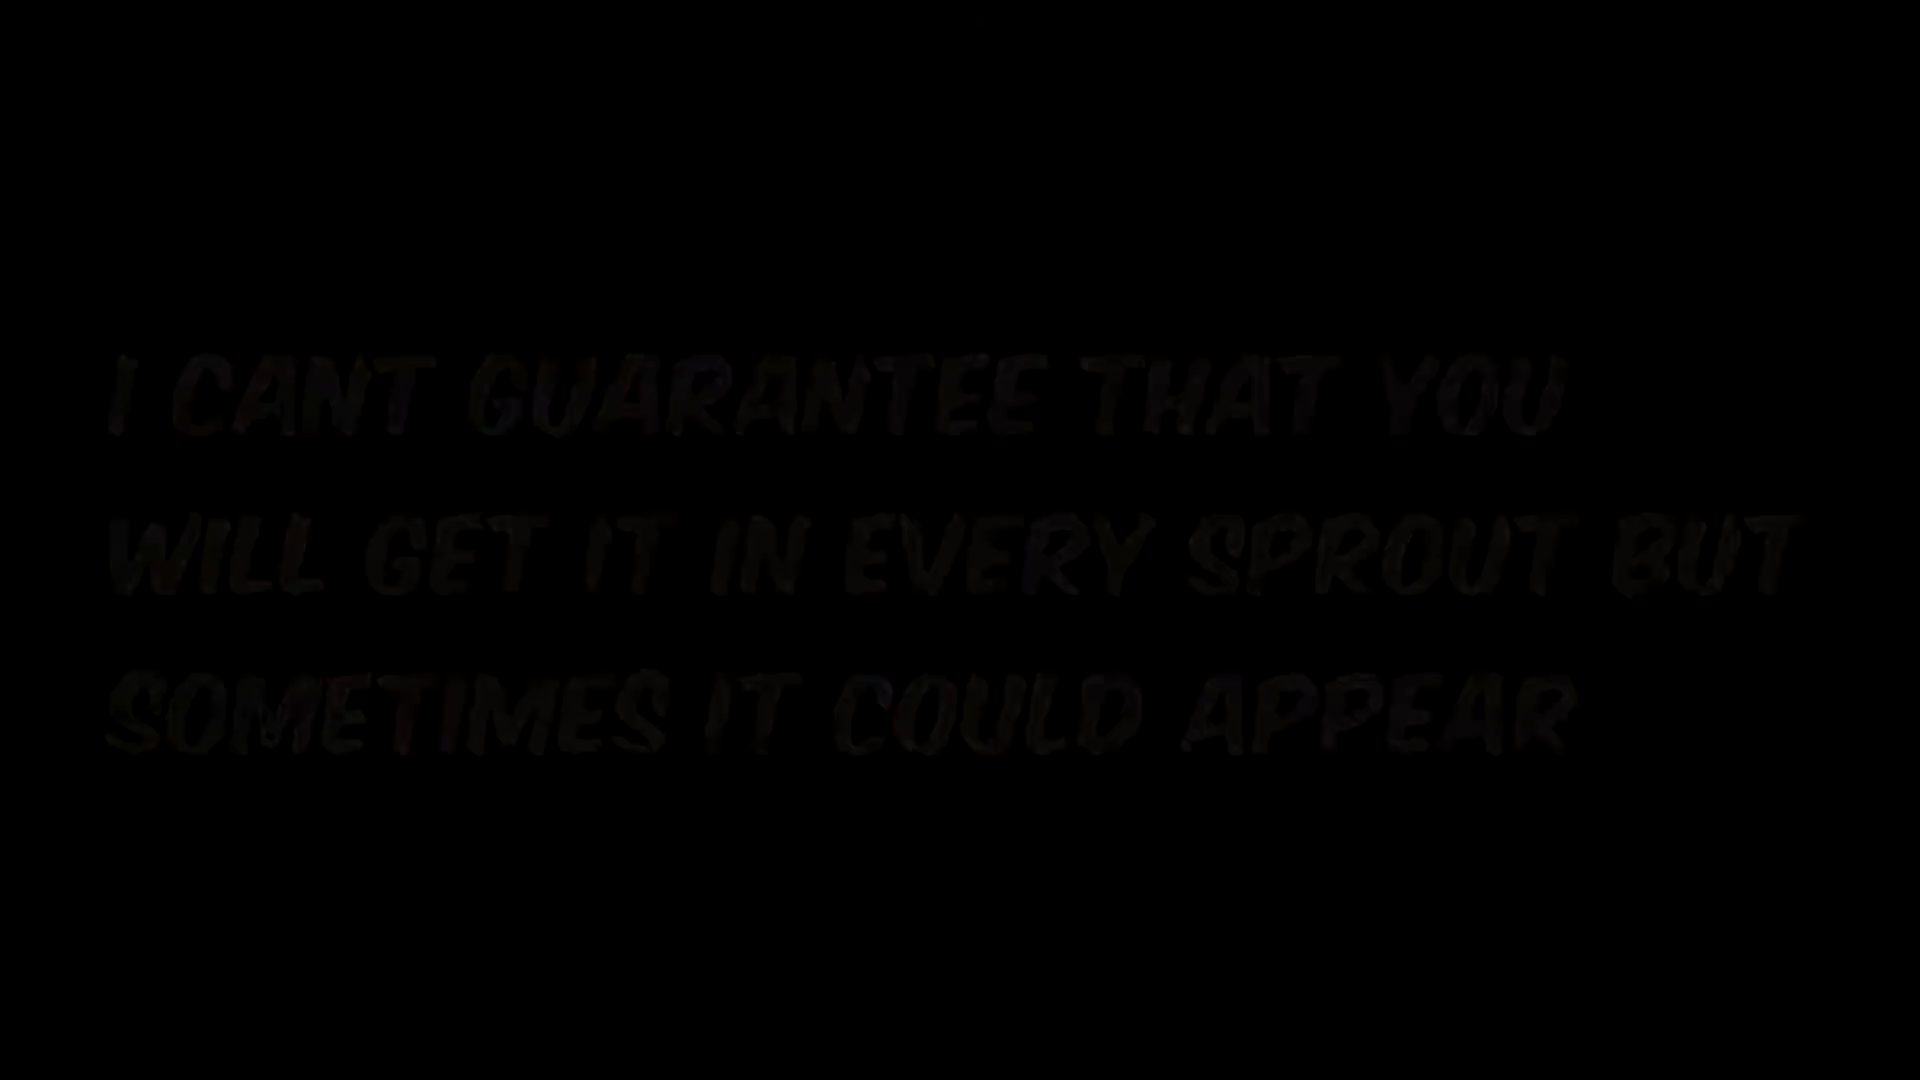 I CANT GUARANTEE THAT YOU
WILL GET IT IN EVERY SPROUT BUT
SOMETIMES IT COULD APPEAR